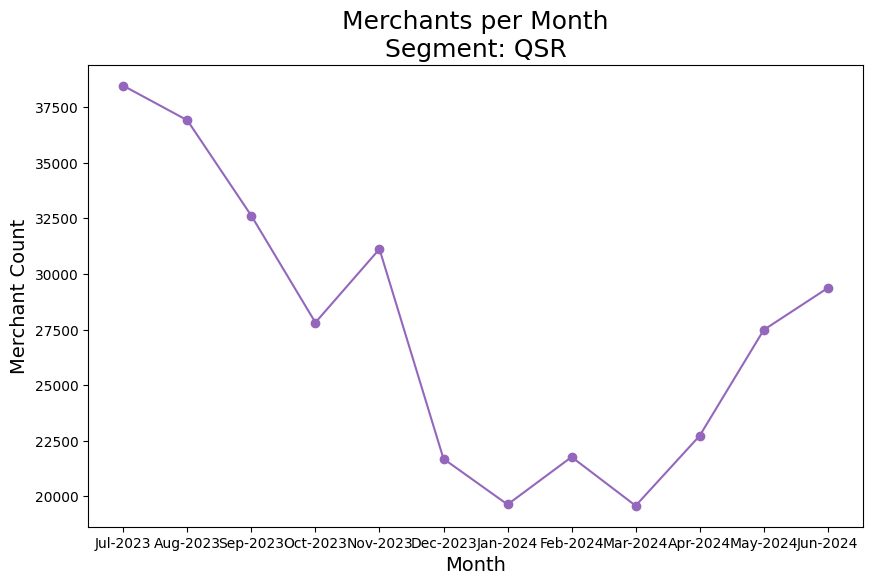 Merchants per Month
Segment: QSR
Merchant Count
37500
35000
32500
30000
27500
25000
22500
20000
Jul-2023 Aug-2023 Sep-2023 Oct-2023 Nov-2023 Dec-2023 Jan-2024 Feb-2024 Mar-2024 Apr-2024 May-2024 Jun-2024
Month